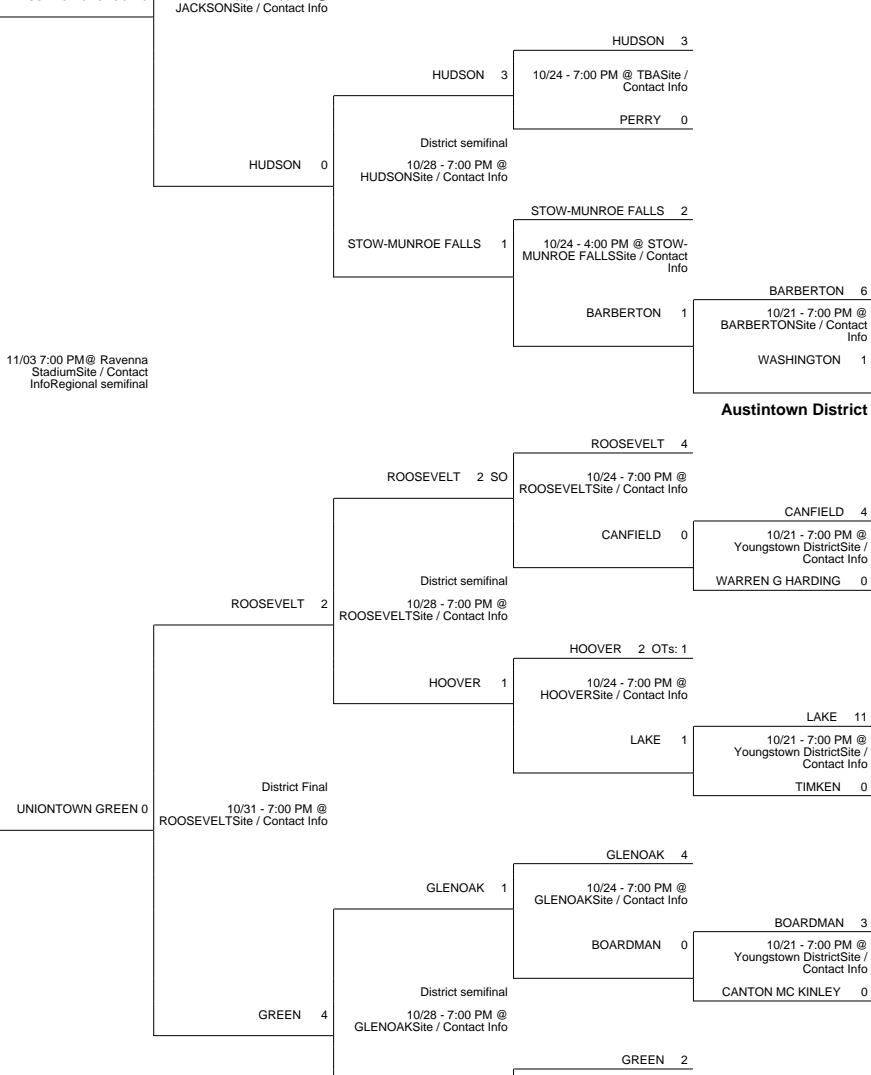 JACKSONSite / Contact Info
HUDSON 3
HUDSON 3
10/24 - 7:00 PM @ TBASite /
Contact Info
PERRY 0
District semifinal
HUDSON 0
10/28 - 7:00 PM @
HUDSONSite / Contact Info
STOW-MUNROE FALLS 2
STOW-MUNROE FALLS 1
10/24 - 4:00 PM @ STOW-
MUNROE FALLSSite / Contact
Info
BARBERTON 6
BARBERTON 1
10/21 - 7:00 PM @
BARBERTONSite / Contact
Info
WASHINGTON 1
11/03 7:00 PM@ Ravenna
StadiumSite / Contact
InfoRegional semifinal
Austintown District
ROOSEVELT 4
ROOSEVELT 2 SO
10/24 - 7:00 PM @
ROOSEVELTSite / Contact Info
CANFIELD 4
CANFIELD 0
10/21 - 7:00 PM @
Youngstown DistrictSite /
Contact Info
WARREN G HARDING 0
District semifinal
ROOSEVELT 2
10/28 - 7:00 PM @
ROOSEVELTSite / Contact Info
HOOVER 2 OTs: 1
HOOVER 1
10/24 - 7:00 PM @
HOOVERSite / Contact Info
LAKE 11
LAKE 1
10/21 - 7:00 PM @
Youngstown DistrictSite /
Contact Info
TIMKEN 0
District Final
UNIONTOWN GREEN 0
10/31 - 7:00 PM @
ROOSEVELTSite / Contact Info
GLENOAK 4
GLENOAK 1
10/24 - 7:00 PM @
GLENOAKSite / Contact Info
BOARDMAN 3
BOARDMAN 0
10/21 - 7:00 PM @
Youngstown DistrictSite /
Contact Info
CANTON MC KINLEY 0
District semifinal
GREEN 4
10/28 - 7:00 PM @
GLENOAKSite / Contact Info
GREEN 2